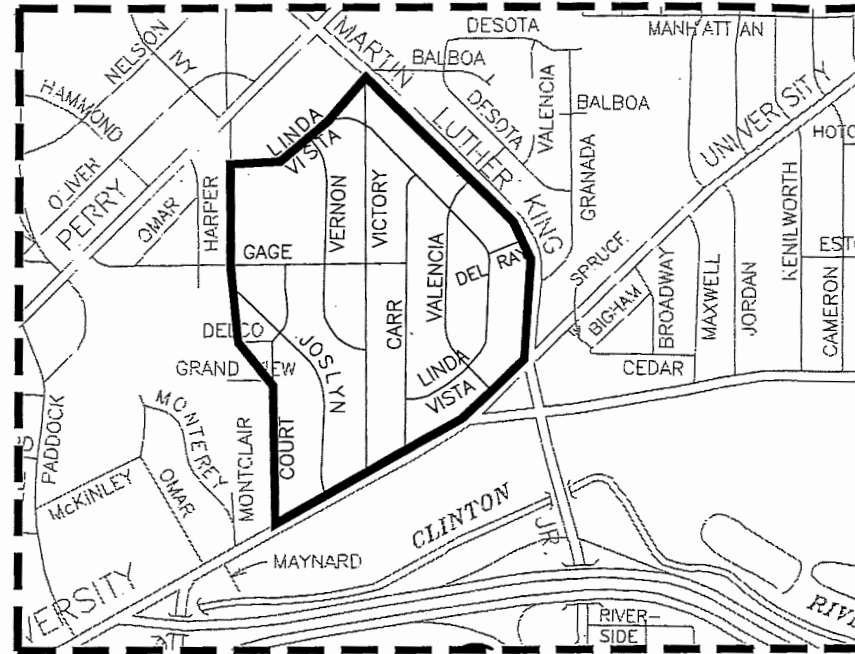 DESOTA
MANHATTAN
NELSON
IVY
MARTIN
BALBOA
HAMMOND
DESOTA
VALENCIA
BALBOA
UNIVERSITY
LINDA
VISTA
LUTHER
OLIVER
PERRY
OMAR
HARPER
VERNON
VICTORY
GRANADA
KING
KENILWORTH
GAGE
VALENCIA
DEL RAY
SPRUCE
BIGHAM
BROADWAY
MAXWELL
JORDAN
CAMERON
DELCO
JOSLYN
CARR
GRAND VIEW
CEDAR
LINDA
VISTA
PADDOCK
MONTEREY
MONTCLAIR
COURT
McKINLEY
OMAR
CLINTON
JR.
MAYNARD
VERSITY
RIVER-
SIDE
RIV